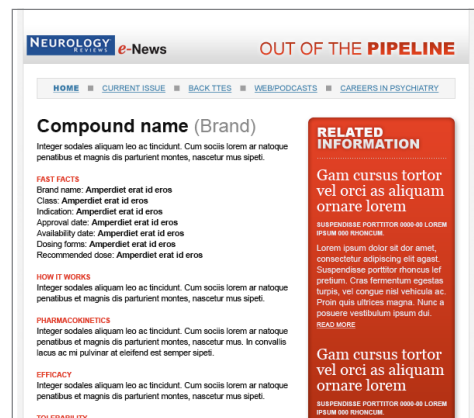 NEUROLOGY
REVIEWS
e-News
OUT OF THE PIPELINE
HOME CURRENT ISSUE BACK TTES WEB/PODCASTS CAREERS IN PSYCHIATRY
Compound name (Brand)
Integer sodales aliquam leo ac tincidunt. Cum sociis lorem ar natoque
penatibus et magnis dis parturient montes, nascetur mus sipeti.
FAST FACTS
Brand name: Amperdiet erat id eros
Class: Amperdiet erat id eros
Indication: Amperdiet erat id eros
Approval date: Amperdiet erat id eros
Availability date: Amperdiet erat id eros
Dosing forms: Amperdiet erat id eros
Recommended dose: Amperdiet erat id eros
HOW IT WORKS
Integer sodales aliquam leo ac tincidunt. Cum sociis lorem ar natoque
penatibus et magnis dis parturient montes, nascetur mus sipeti.
PHARMACOKINETICS
Integer sodales aliquam leo ac tincidunt. Cum sociis lorem ar natoque
penatibus et magnis dis parturient montes, nascetur mus. In convallis
lacus ac mi pulvinar at eleifend est semper sipeti.
EFFICACY
Integer sodales aliquam leo ac tincidunt. Cum sociis lorem ar natoque
penatibus et magnis dis parturient montes, nascetur mus sipeti.
TOLERABILITY
RELATED
INFORMATION
Gam cursus tortor
vel orci as aliquam
ornare lorem
SUSPENDISSE PORTTITOR 0000-00 LOREM
IPSUM 000 RHONCUM.
Lorem ipsum dolor sit dor amet,
consectetur adipiscing elit agast.
Suspendisse porttitor rhoncus lef
pretium. Cras fermentum egestas
turpis, vel congue nisl vehicula ac.
Proin quis ultrices magna. Nunc a
posuere vestibulum ipsum dui.
READ MORE
Gam cursus tortor
vel orci as aliquam
ornare lorem
SUSPENDISSE PORTTITOR 0000-00 LOREM
IPSUM 000 RHONCUM.